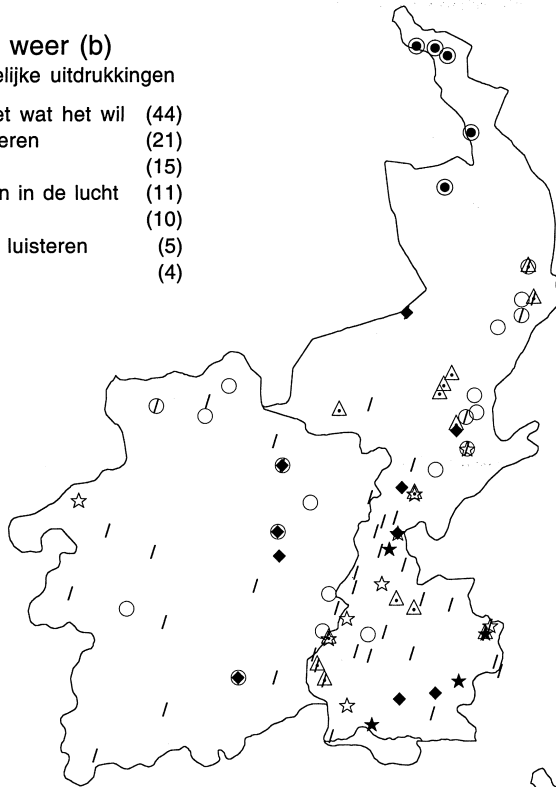 weer (b)
elijke uitdrukkingen
et wat het wil (44)
eren (21)
(15)
n in de lucht (11)
(10)
luisteren (5)
(4)